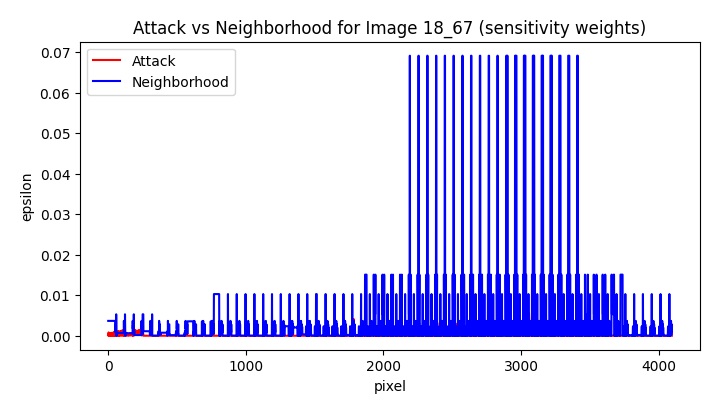 Attack vs Neighborhood for Image 18_67 (sensitivity weights)
Attack
Neighborhood
epsilon
0.07
0.06
0.05
0.04
0.03
0.02
0.01
0.00
0 1000 2000 3000 4000
pixel